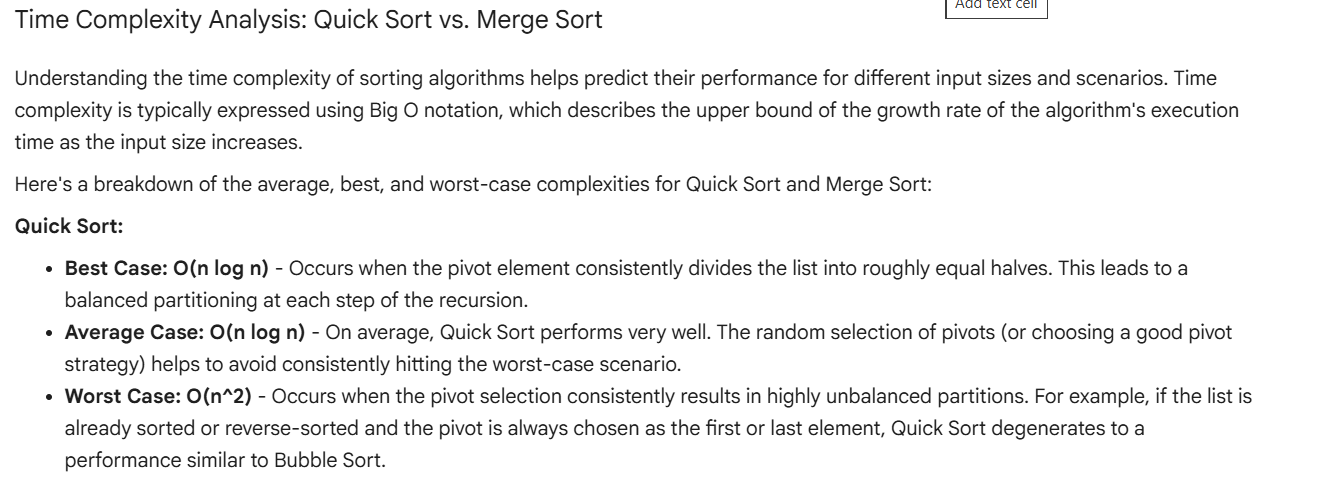 Add text cell
Time Complexity Analysis: Quick Sort vs. Merge Sort
Understanding the time complexity of sorting algorithms helps predict their performance for different input sizes and scenarios. Time
complexity is typically expressed using Big O notation, which describes the upper bound of the growth rate of the algorithm's execution
time as the input size increases.
Here's a breakdown of the average, best, and worst-case complexities for Quick Sort and Merge Sort:
Quick Sort:
• Best Case: O(n log n) - Occurs when the pivot element consistently divides the list into roughly equal halves. This leads to a
balanced partitioning at each step of the recursion.
• Average Case: O(n log n) - On average, Quick Sort performs very well. The random selection of pivots (or choosing a good pivot
strategy) helps to avoid consistently hitting the worst-case scenario.
• Worst Case: O(n^2) - Occurs when the pivot selection consistently results in highly unbalanced partitions. For example, if the list is
already sorted or reverse-sorted and the pivot is always chosen as the first or last element, Quick Sort degenerates to a
performance similar to Bubble Sort.